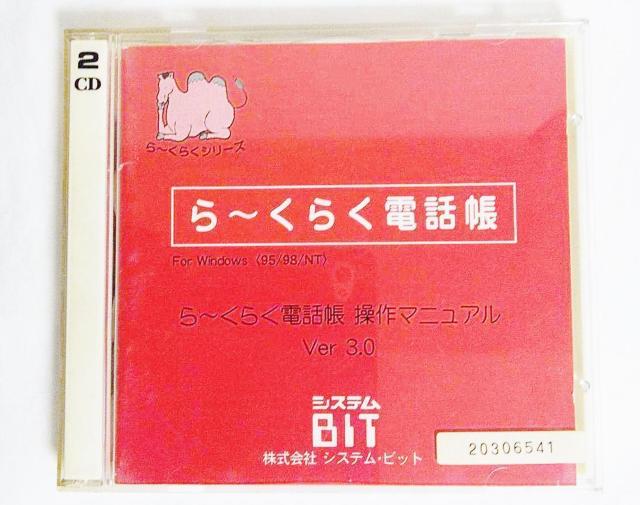 2
CD
ら～くらくシリーズ
ら～くらく電話帳
For Windows〈95/98/NT〉
ら～くらく電話帳 操作マニュアル
Ver 3.0
システム
BIT
株式会社 システム・ビット
20306541